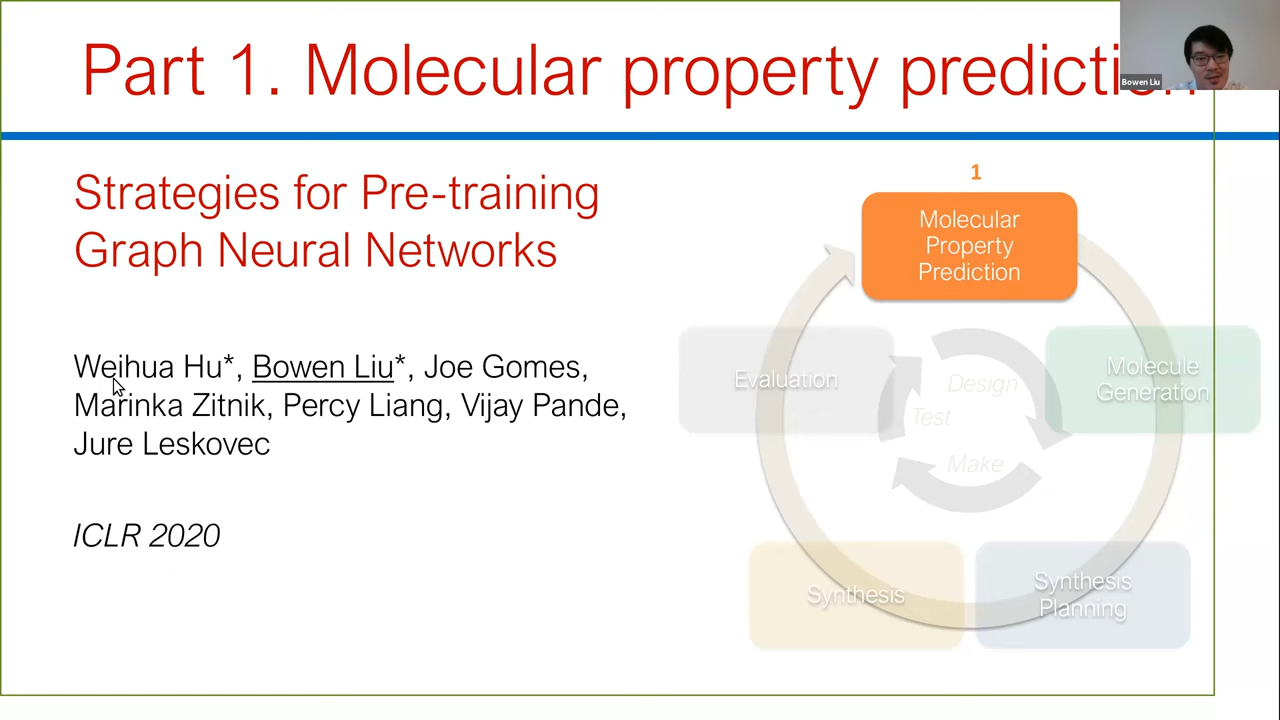 Part 1. Molecular property prediction
Bowen Liu
Strategies for Pre-training
Graph Neural Networks
Weihua Hu*, Bowen Liu*, Joe Gomes,
Marinka Zitnik, Percy Liang, Vijay Pande,
Jure Leskovec
ICLR 2020
1
Molecular
Property
Prediction
Evaluation
Design
Test
Make
Molecule
Generation
Synthesis
Synthesis
Planning